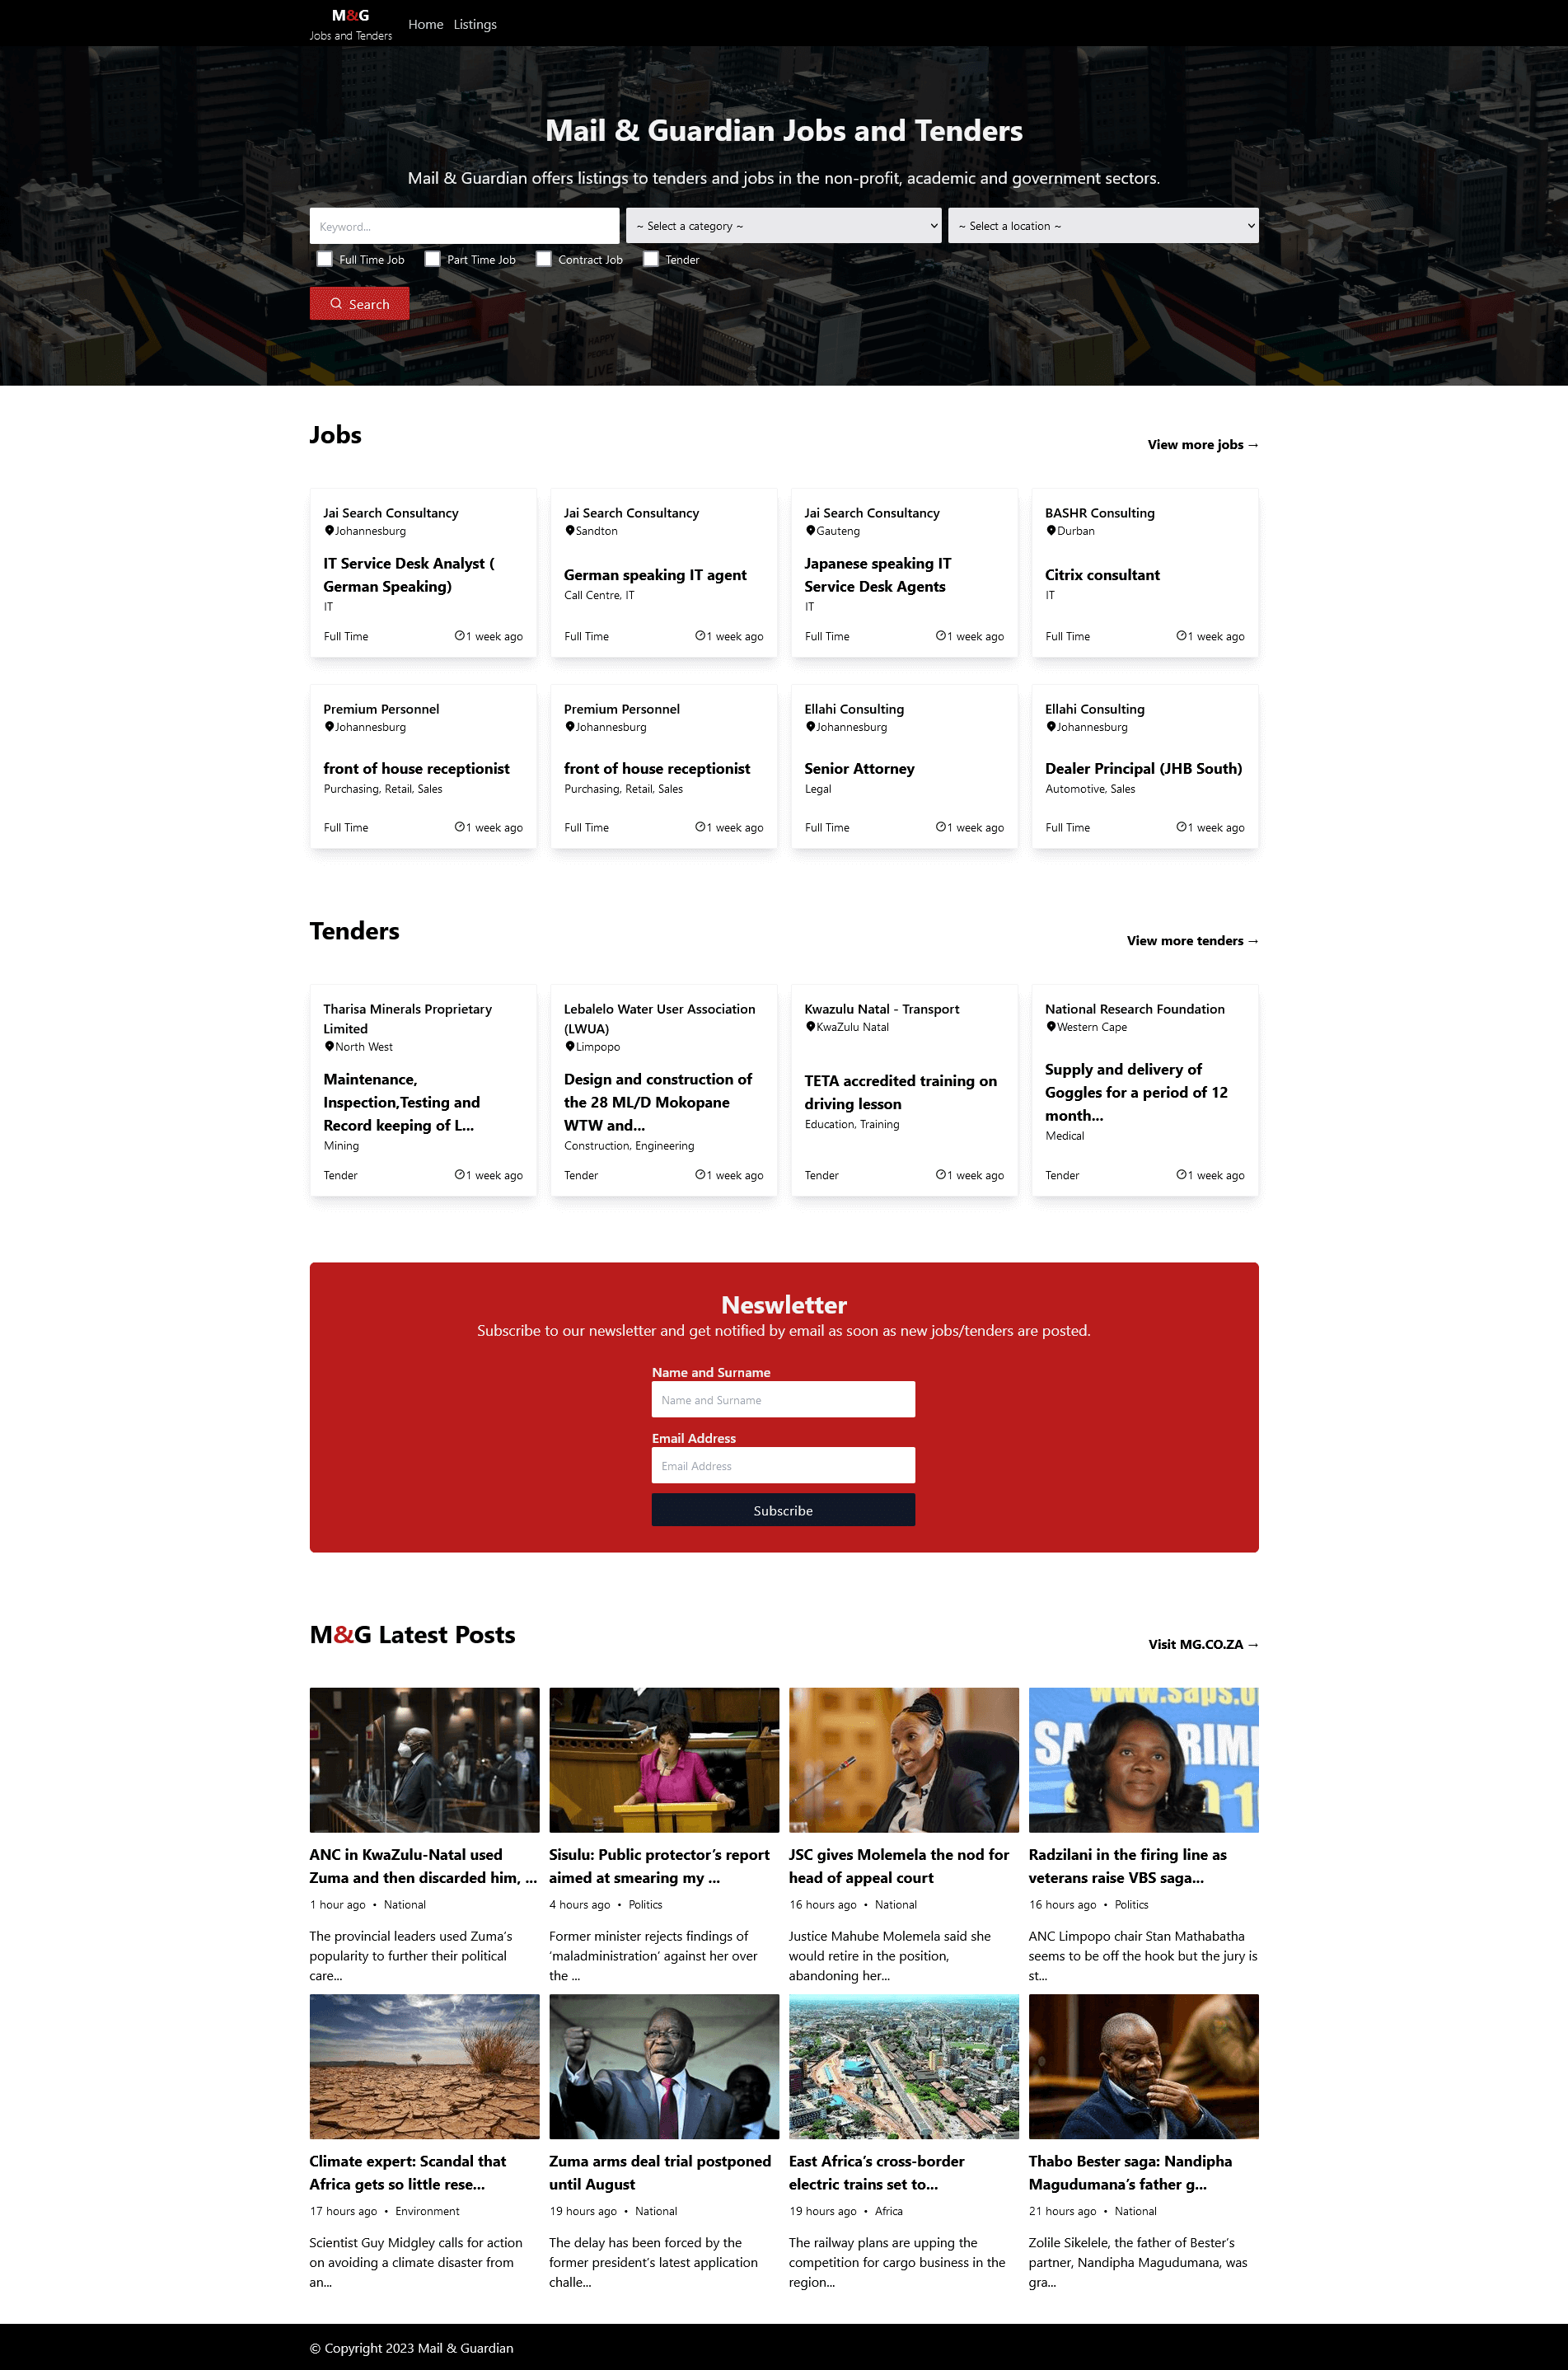 M&G
Jobs and Tenders
Home
Listings
Mail & Guardian Jobs and Tenders
Mail & Guardian offers listings to tenders and jobs in the non-profit, academic and government sectors.
Keyword...
~ Select a category ~
~ Select a location ~
Full Time Job
Part Time Job
Contract Job
Tender
Search
HAPPY
PEOPLE
LIVE
Jobs
View more jobs →
Jai Search Consultancy
Johannesburg
IT Service Desk Analyst (
German Speaking)
IT
Full Time
1 week ago
Jai Search Consultancy
Sandton
German speaking IT agent
Call Centre, IT
Full Time
1 week ago
Jai Search Consultancy
Gauteng
Japanese speaking IT
Service Desk Agents
IT
Full Time
1 week ago
BASHR Consulting
Durban
Citrix consultant
IT
Full Time
1 week ago
Premium Personnel
Johannesburg
front of house receptionist
Purchasing, Retail, Sales
Full Time
1 week ago
Premium Personnel
Johannesburg
front of house receptionist
Purchasing, Retail, Sales
Full Time
1 week ago
Ellahi Consulting
Johannesburg
Senior Attorney
Legal
Full Time
1 week ago
Ellahi Consulting
Johannesburg
Dealer Principal (JHB South)
Automotive, Sales
Full Time
1 week ago
Tenders
View more tenders →
Tharisa Minerals Proprietary
Limited
North West
Maintenance,
Inspection,Testing and
Record keeping of L...
Mining
Tender
1 week ago
Lebalelo Water User Association
(LWUA)
Limpopo
Design and construction of
the 28 ML/D Mokopane
WTW and...
Construction, Engineering
Tender
1 week ago
Kwazulu Natal - Transport
KwaZulu Natal
TETA accredited training on
driving lesson
Education, Training
Tender
1 week ago
National Research Foundation
Western Cape
Supply and delivery of
Goggles for a period of 12
month...
Medical
Tender
1 week ago
Neswletter
Subscribe to our newsletter and get notified by email as soon as new jobs/tenders are posted.
Name and Surname
Name and Surname
Email Address
Email Address
Subscribe
M&G Latest Posts
Visit MG.CO.ZA →
ANC in KwaZulu-Natal used
Zuma and then discarded him, ...
1 hour ago • National
The provincial leaders used Zuma’s
popularity to further their political
care...
Sisulu: Public protector’s report
aimed at smearing my ...
4 hours ago • Politics
Former minister rejects findings of
‘maladministration’ against her over
the ...
JSC gives Molemela the nod for
head of appeal court
16 hours ago • National
Justice Mahube Molemela said she
would retire in the position,
abandoning her...
www.saps.o
Radzilani in the firing line as
veterans raise VBS saga...
16 hours ago • Politics
ANC Limpopo chair Stan Mathabatha
seems to be off the hook but the jury is
st...
Climate expert: Scandal that
Africa gets so little rese...
17 hours ago • Environment
Scientist Guy Midgley calls for action
on avoiding a climate disaster from
an...
Zuma arms deal trial postponed
until August
19 hours ago • National
The delay has been forced by the
former president’s latest application
challe...
East Africa’s cross-border
electric trains set to...
19 hours ago • Africa
The railway plans are upping the
competition for cargo business in the
region...
Thabo Bester saga: Nandipha
Magudumana’s father g...
21 hours ago • National
Zolile Sikelele, the father of Bester’s
partner, Nandipha Magudumana, was
gra...
© Copyright 2023 Mail & Guardian